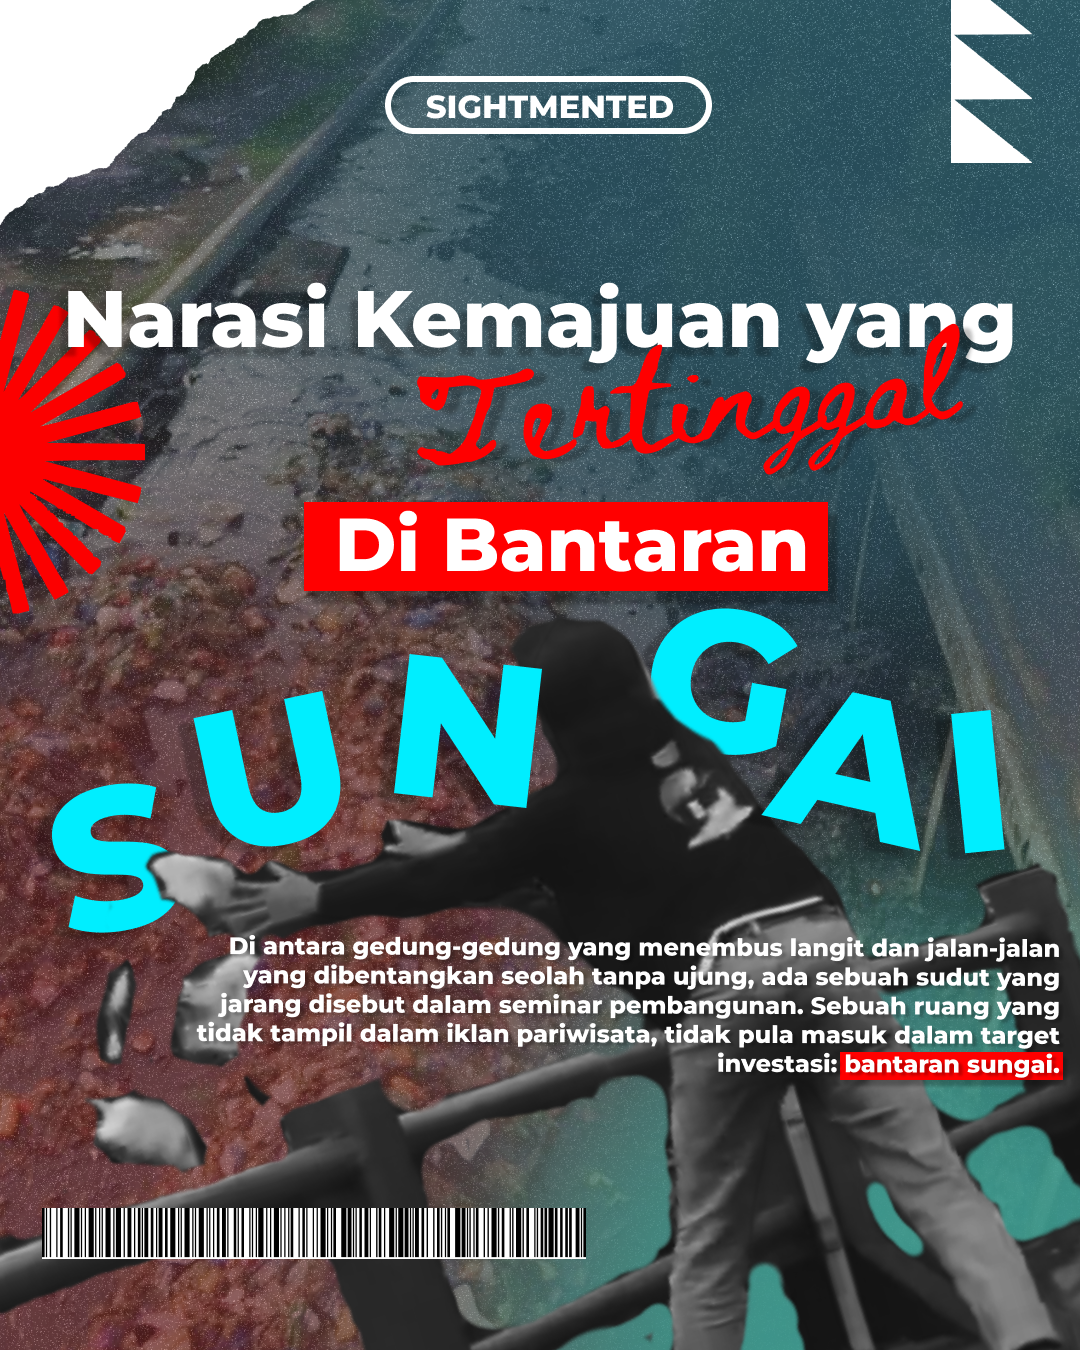 SIGHTMENTED
Narasi Kemajuan yang
Tertinggal
Di Bantaran
SUNGAI
Di antara gedung-gedung yang menembus langit dan jalan-jalan
yang dibentangkan seolah tanpa ujung, ada sebuah sudut yang
jarang disebut dalam seminar pembangunan. Sebuah ruang yang
tidak tampil dalam iklan pariwisata, tidak pula masuk dalam target
investasi: bantaran sungai.